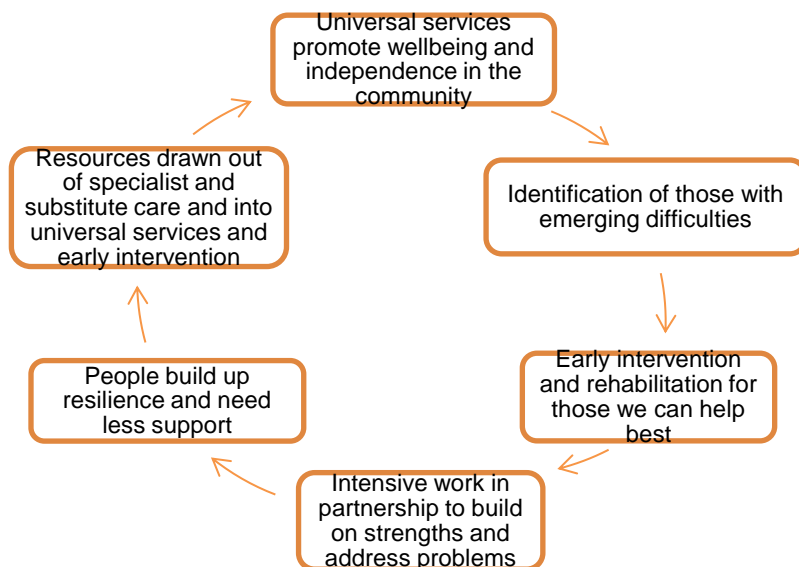 Universal services
promote wellbeing and
independence in the
community
Identification of those with
emerging difficulties
Early intervention
and rehabilitation for
those we can help
best
Intensive work in
partnership to build
on strengths and
address problems
People build up
resilience and need
less support
Resources drawn out
of specialist and
substitute care and into
universal services and
early intervention